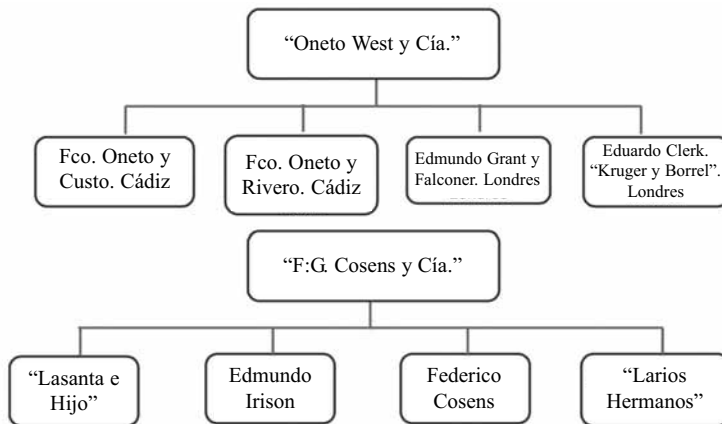 “Oneto West y Cía.”
Fco. Oneto y
Custo. Cádiz
Fco. Oneto y
Rivero. Cádiz
Edmundo Grant y
Falconer. Londres
Eduardo Clerk.
“Kruger y Borrel”.
Londres
“F:G. Cosens y Cía.”
“Lasanta e
Hijo”
Edmundo
Irison
Federico
Cosens
“Larios
Hermanos”